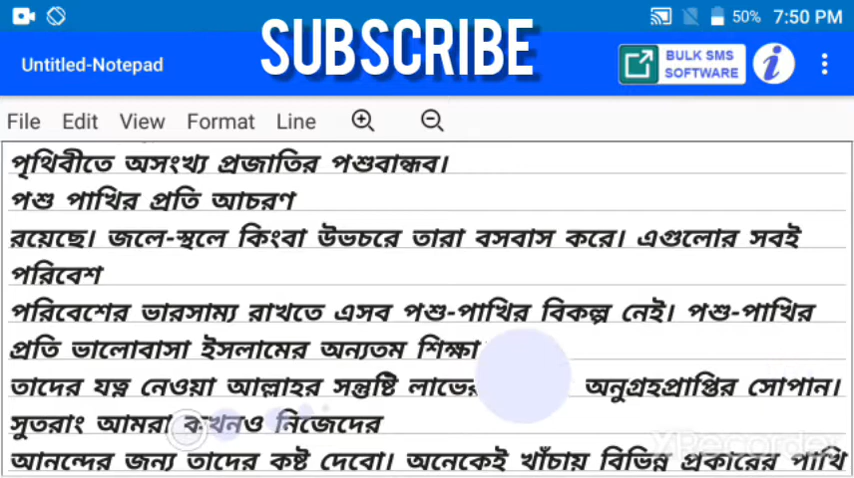 50% 7:50 PM
SUBSCRIBE
Untitled-Notepad
BULK SMS
SOFTWARE
i
File Edit View Format Line
পৃথিবীতে অসংখ্য প্রজাতির পশুবান্ধব।
পশু পাখির প্রতি আচরণ
রয়েছে। জলে-স্থলে কিংবা উভচরে তারা বসবাস করে। এগুলোর সবই
পরিবেশ
পরিবেশের ভারসাম্য রাখতে এসব পশু-পাখির বিকল্প নেই। পশু-পাখির
প্রতি ভালোবাসা ইসলামের অন্যতম শিক্ষা
তাদের যত্ন নেওয়া আল্লাহর সন্তুষ্টি অনুগ্রহপ্রাপ্তির সোপান।
সুতরাং আমরা কখনও নিজেদের
আনন্দের জন্য তাদের কষ্ট দেবো। অনেকেই খাঁচায় বিভিন্ন প্রকারের পাখি
XRecorder